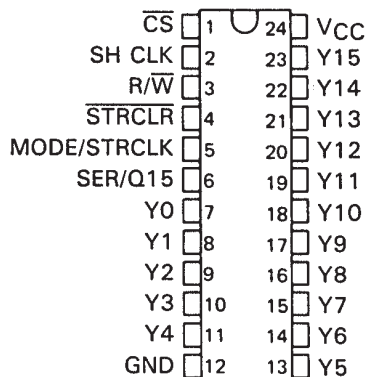 C̅S̅ 1 24 VCC
SH CLK 2 23 Y15
R/W̅ 3 22 Y14
S̅T̅R̅C̅L̅R̅ 4 21 Y13
MODE/STRCLK 5 20 Y12
SER/Q15 6 19 Y11
Y0 7 18 Y10
Y1 8 17 Y9
Y2 9 16 Y8
Y3 10 15 Y7
Y4 11 14 Y6
GND 12 13 Y5